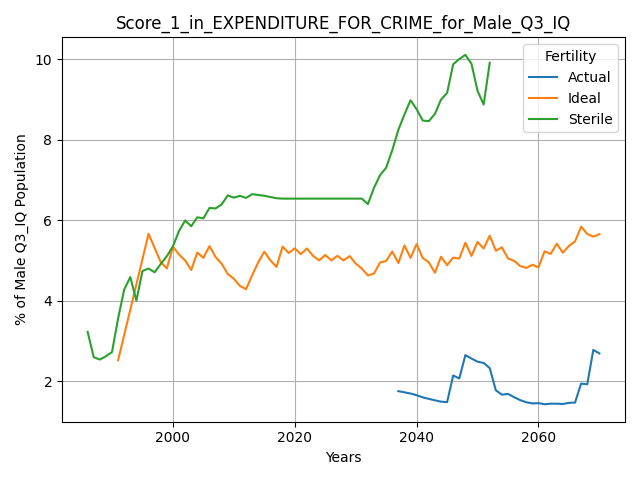 Score_1_in_EXPENDITURE_FOR_CRIME_for_Male_Q3_IQ
% of Male Q3_IQ Population
10
8
6
4
2
Fertility
Actual
Ideal
Sterile
2000
2020
2040
2060
Years